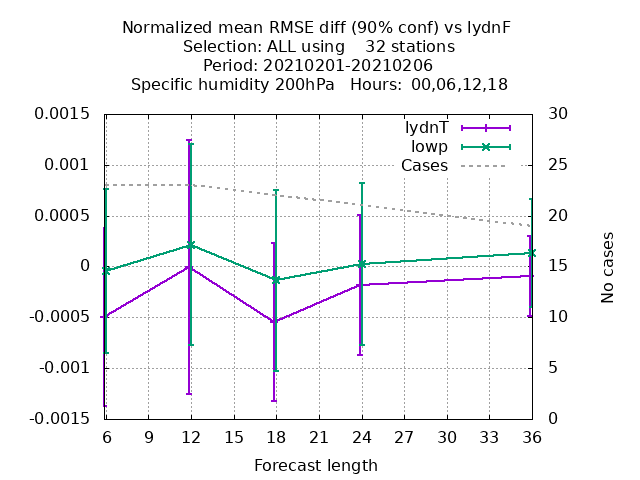 Normalized mean RMSE diff (90% conf) vs lydnF
Selection: ALL using    32 stations
Period: 20210201-20210206
Specific humidity 200hPa   Hours: 00,06,12,18
0.0015 30
lydnT
lowp
0.001 Cases 25
0.0005 20
0 15
-0.0005 10
-0.001 5
-0.0015 0
No cases
6 9 12 15 18 21 24 27 30 33 36
Forecast length